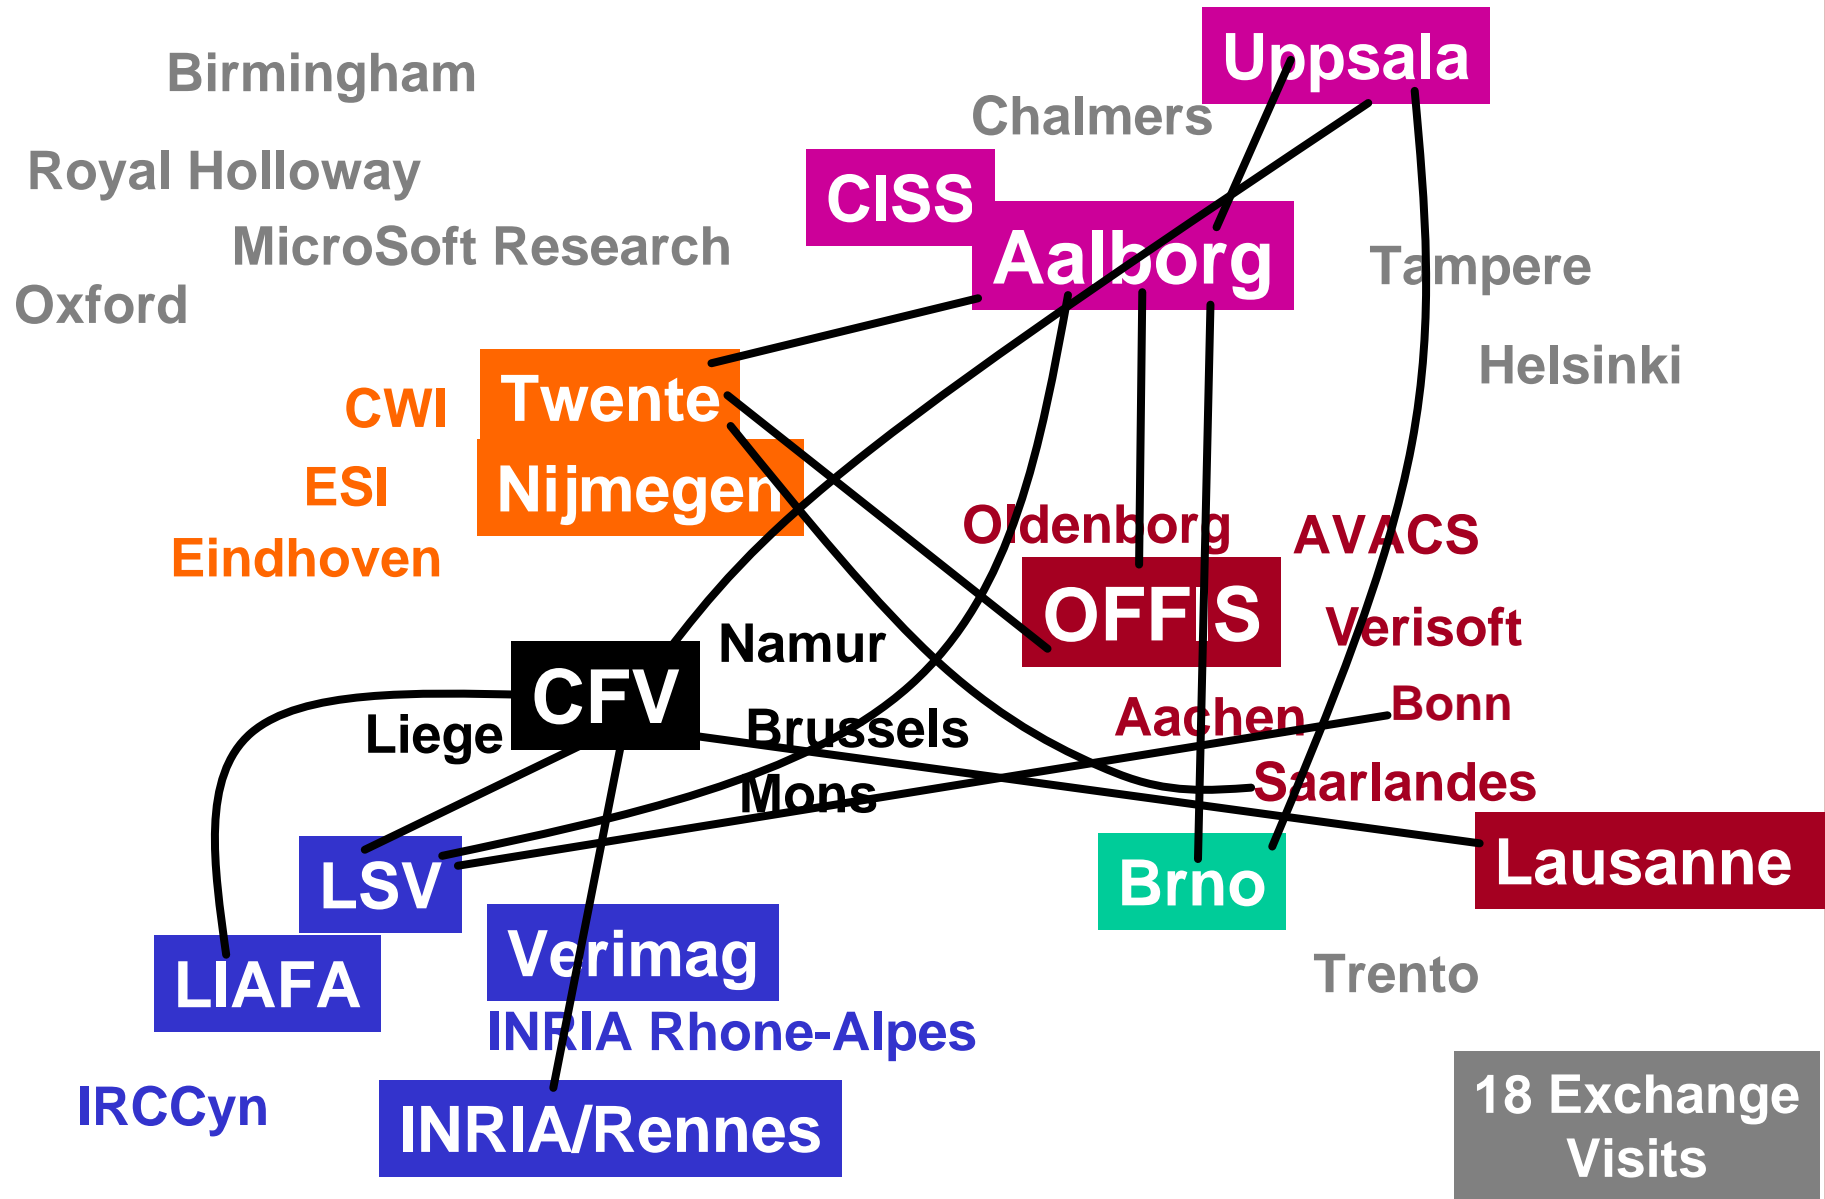 Uppsala
Birmingham
Chalmers
Royal Holloway
CISS
MicroSoft Research
Aalborg
Tampere
Oxford
Helsinki
Twente
CWI
ESI
Nijmegen
Oldenborg
AVACS
Eindhoven
OFFIS
Verisoft
Namur
CFV
Bonn
Aachen
Liege
Brussels
Saarlandes
Mons
Lausanne
LSV
Brno
Verimag
Trento
LIAFA
INRIA Rhone-Alpes
IRCCyn
INRIA/Rennes
18 Exchange
Visits